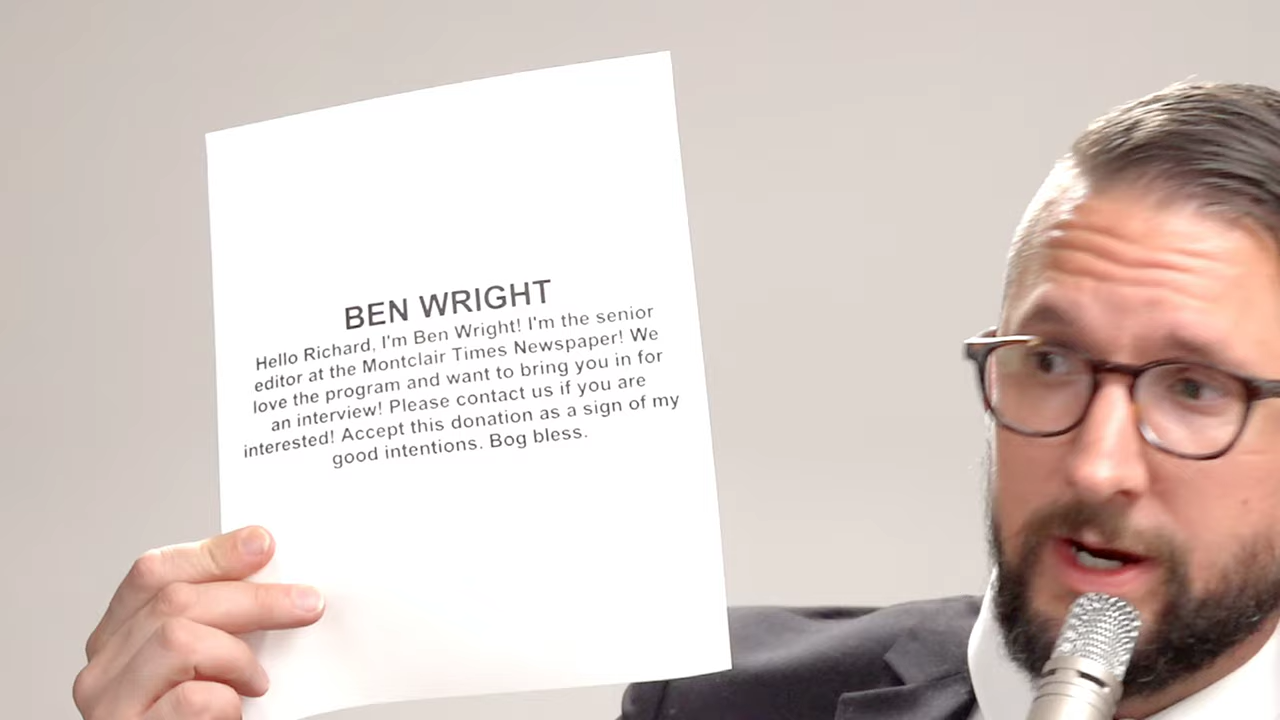 BEN WRIGHT
Hello Richard, I'm Ben Wright! I'm the senior
editor at the Montclair Times Newspaper! We
love the program and want to bring you in for
an interview! Please contact us if you are
interested! Accept this donation as a sign of my
good intentions. Bog bless.